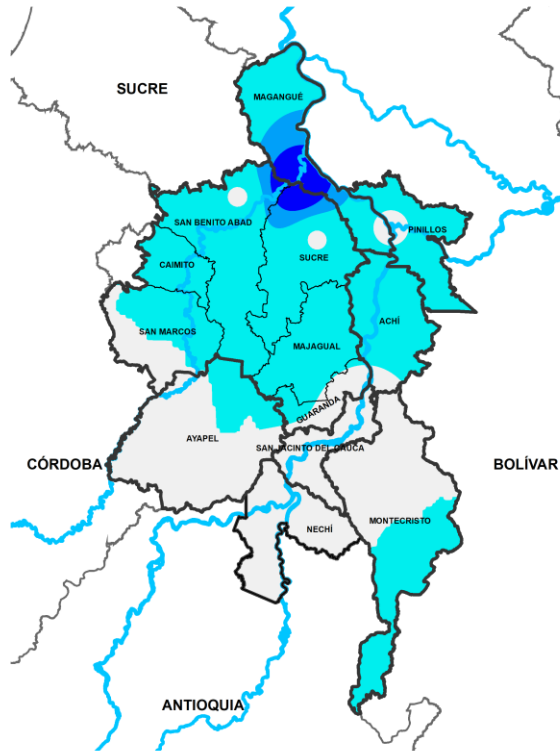 SUCRE
MAGANGUÉ
SAN BENITO ABAD
PINILLOS
SUCRE
CAIMITO
ACHÍ
SAN MARCOS
MAJAGUAL
GUARANDA
AYAPEL
SAN JACINTO DEL CAUCA
CÓRDOBA
BOLÍVAR
NECHÍ
MONTECRISTO
ANTIOQUIA